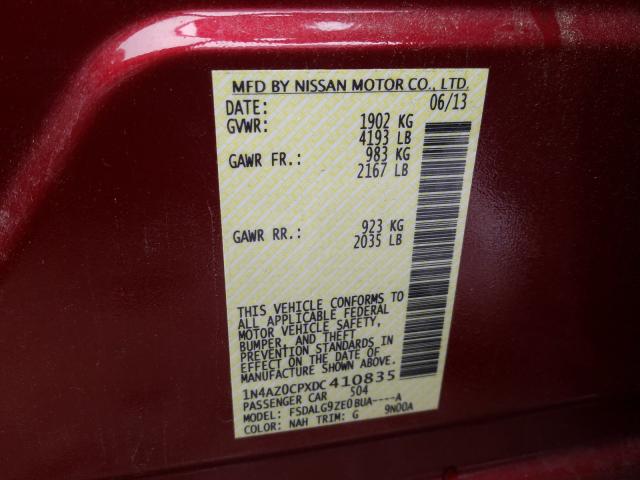 MFD BY NISSAN MOTOR CO., LTD.
DATE: 06/13
GVWR: 1902 KG
4193 LB
GAWR FR.: 983 KG
2167 LB
GAWR RR.: 923 KG
2035 LB
THIS VEHICLE CONFORMS TO
ALL APPLICABLE FEDERAL
MOTOR VEHICLE SAFETY,
BUMPER, AND THEFT
PREVENTION STANDARDS IN
EFFECT ON THE DATE OF
MANUFACTURE SHOWN ABOVE.
1N4AZ0CPXDC410835
PASSENGER CAR 504
MODEL: FSDALG9ZE0BUA----A
COLOR: NAH TRIM: G 9N00A